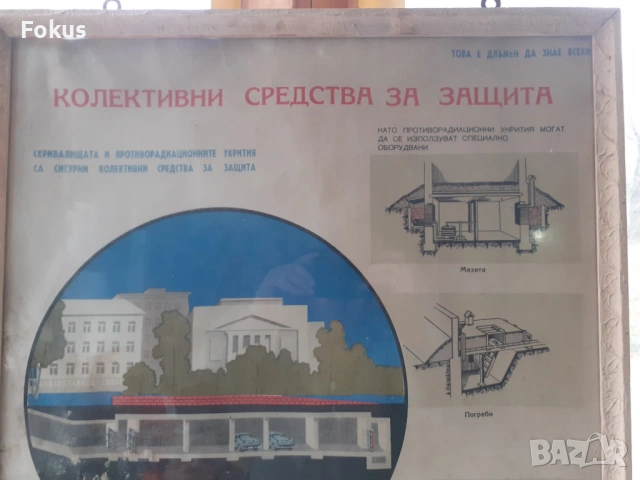 Fokus
ТОВА Е ДЛЪЖЕН ДА ЗНАЕ ВСЕКИ
КОЛЕКТИВНИ СРЕДСТВА ЗА ЗАЩИТА
СКРИВАЛИЩАТА И ПРОТИВОРАДИАЦИОННИТЕ УКРИТИЯ
СА СИГУРНИ КОЛЕКТИВНИ СРЕДСТВА ЗА ЗАЩИТА
КАТО ПРОТИВОРАДИАЦИОННИ УКРИТИЯ МОГАТ
ДА СЕ ИЗПОЛЗУВАТ СПЕЦИАЛНО
ОБОРУДВАНИ
Мазета
Погреби
BAZAR